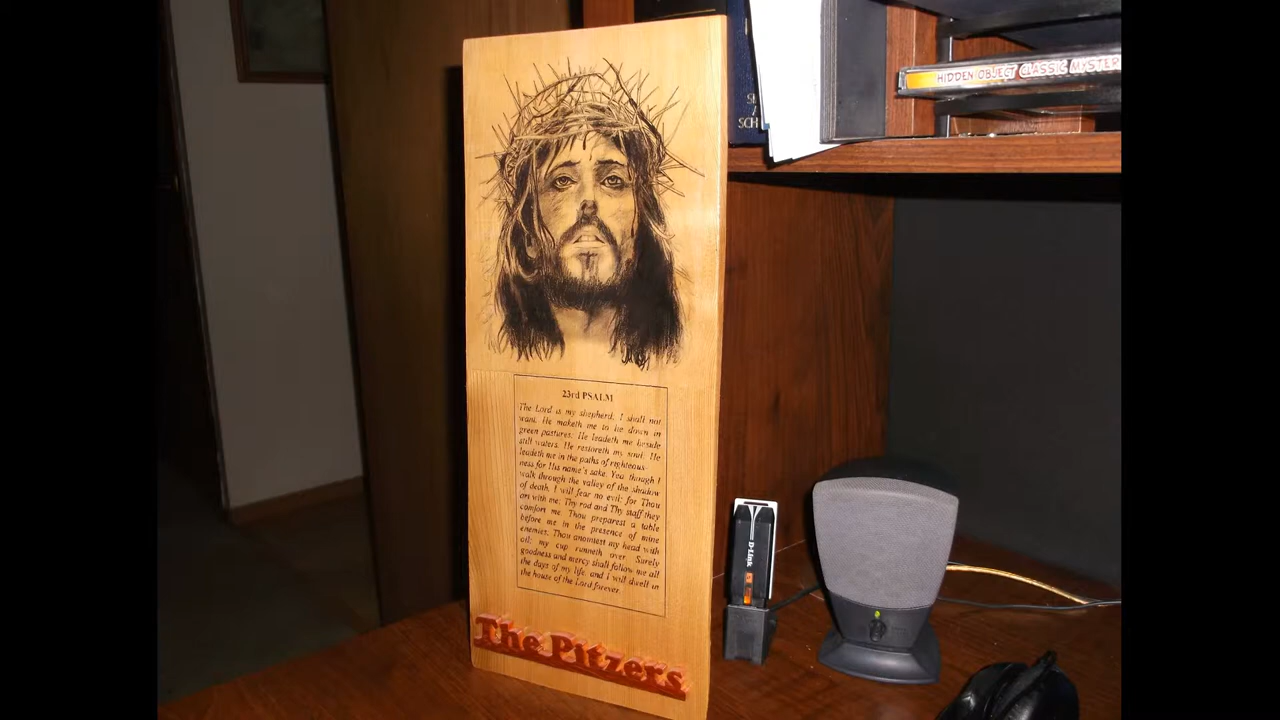 HIDDEN OBJECT CLASSIC MYSTER
23rd PSALM
The Lord is my shepherd; I shall not
want. He maketh me to lie down in
green pastures: He leadeth me beside
still waters. He restoreth my soul: He
leadeth me in the paths of righteous-
ness for His name's sake. Yea, though I
walk through the valley of the shadow
of death, I will fear no evil: for Thou
art with me; Thy rod and Thy staff they
comfort me. Thou preparest a table
before me in the presence of mine
enemies. Thou anointest my head with
oil; my cup runneth over. Surely
goodness and mercy shall follow me all
the days of my life, and I will dwell in
the house of the Lord forever.
The Pitzers
D-Link